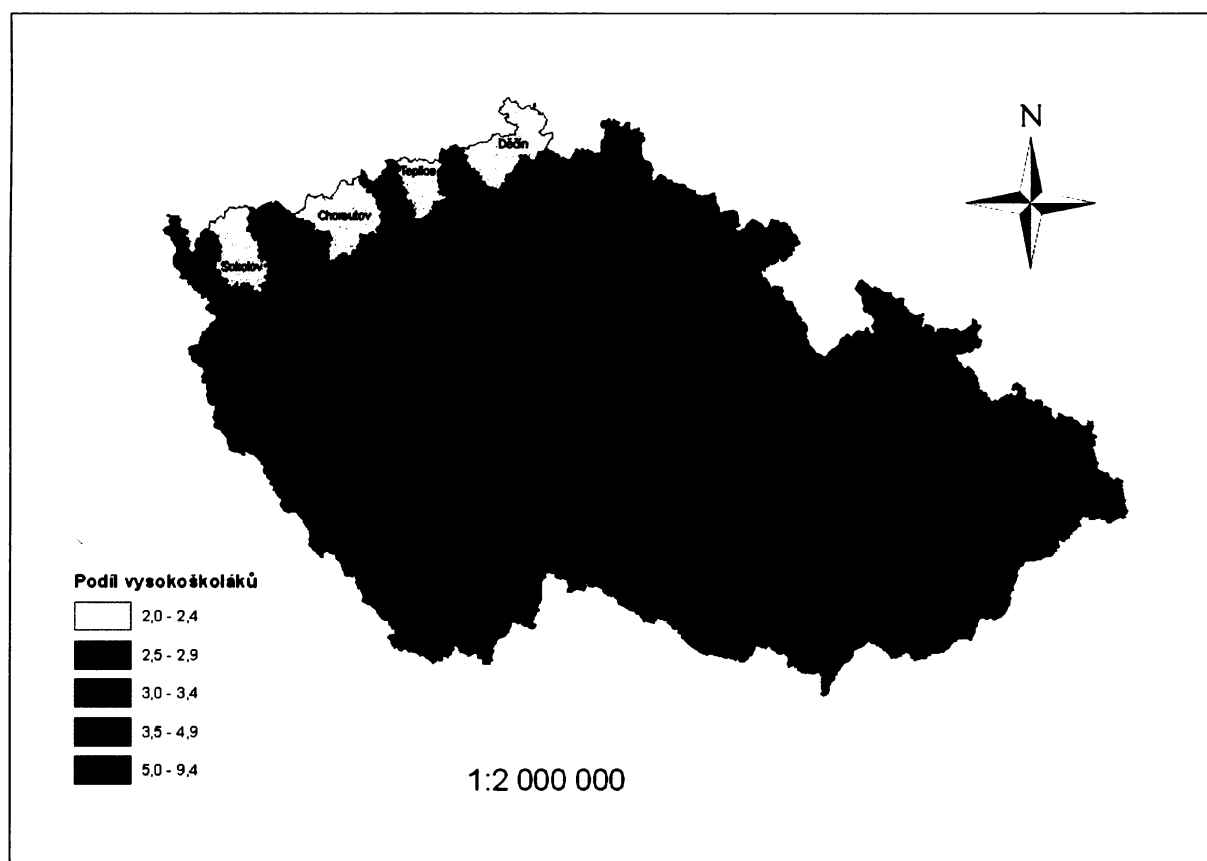 N
Děčín
Teplice
Chomutov
Sokolov
Podíl vysokoškoláků
2,0 - 2,4
2,5 - 2,9
3,0 - 3,4
3,5 - 4,9
5,0 - 9,4
1:2 000 000